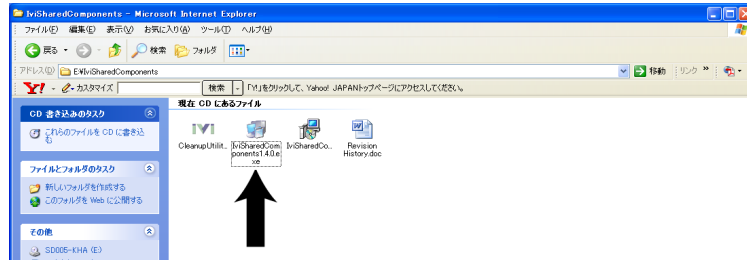 IviSharedComponents - Microsoft Internet Explorer
ファイル(F) 編集(E) 表示(V) お気に入り(A) ツール(T) ヘルプ(H)
戻る 検索 フォルダ
アドレス(D) E:¥IviSharedComponents 移動 リンク »
Y! カスタマイズ 検索 「Y!」をクリックして、Yahoo! JAPANトップページにアクセスしてください。
CD 書き込みのタスク
これらのファイルを CD に書き込む
ファイルとフォルダのタスク
新しいフォルダを作成する
このフォルダを Web に公開する
その他
SD005-KHA (E:)
現在 CD にあるファイル
IVI
CleanupUtilit...
IviSharedCom
ponents1.4.0.e
xe
IviSharedCo...
Revision
History.doc